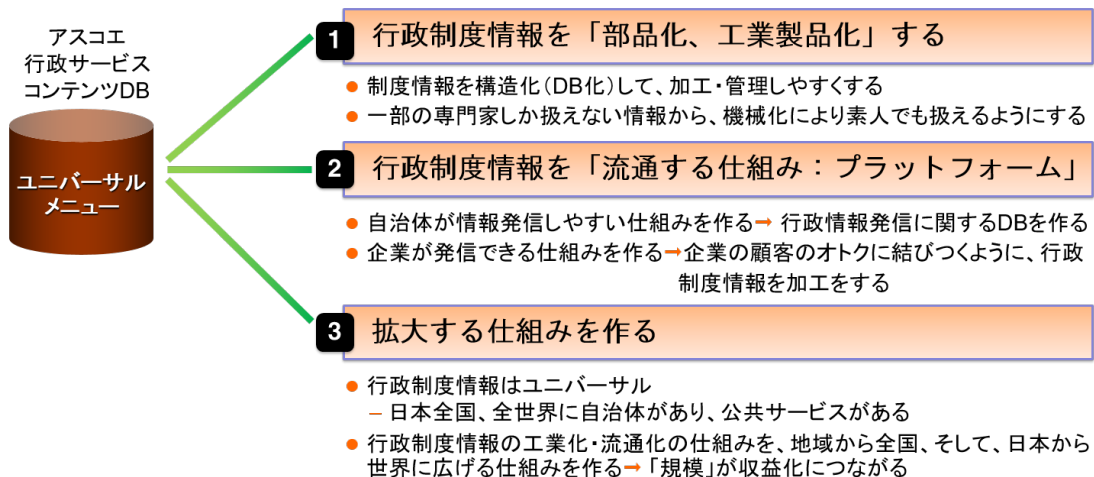 アスコエ
行政サービス
コンテンツDB
ユニバーサル
メニュー
1 行政制度情報を「部品化、工業製品化」する
● 制度情報を構造化(DB化)して、加工・管理しやすくする
● 一部の専門家しか扱えない情報から、機械化により素人でも扱えるようにする
2 行政制度情報を「流通する仕組み:プラットフォーム」
● 自治体が情報発信しやすい仕組みを作る➡ 行政情報発信に関するDBを作る
● 企業が発信できる仕組みを作る➡企業の顧客のオトクに結びつくように、行政
制度情報を加工をする
3 拡大する仕組みを作る
● 行政制度情報はユニバーサル
– 日本全国、全世界に自治体があり、公共サービスがある
● 行政制度情報の工業化・流通化の仕組みを、地域から全国、そして、日本から
世界に広げる仕組みを作る➡ 「規模」が収益化につながる